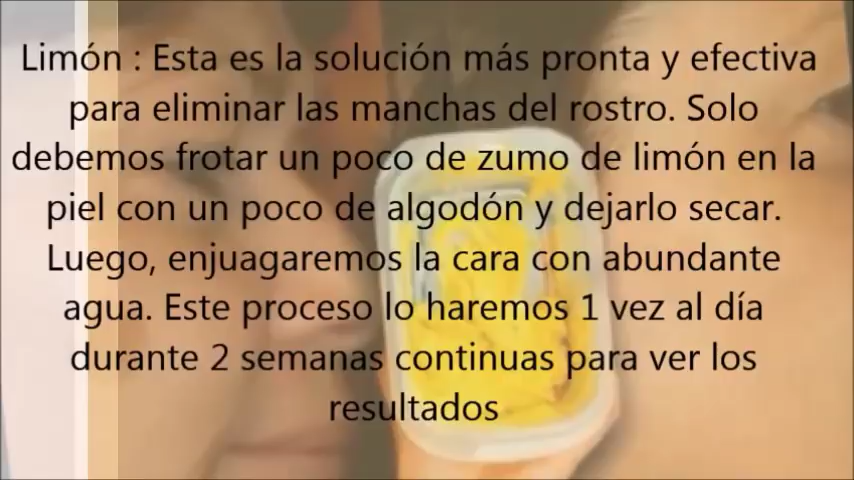 Limón : Esta es la solución más pronta y efectiva
para eliminar las manchas del rostro. Solo
debemos frotar un poco de zumo de limón en la
piel con un poco de algodón y dejarlo secar.
Luego, enjuagaremos la cara con abundante
agua. Este proceso lo haremos 1 vez al día
durante 2 semanas continuas para ver los
resultados